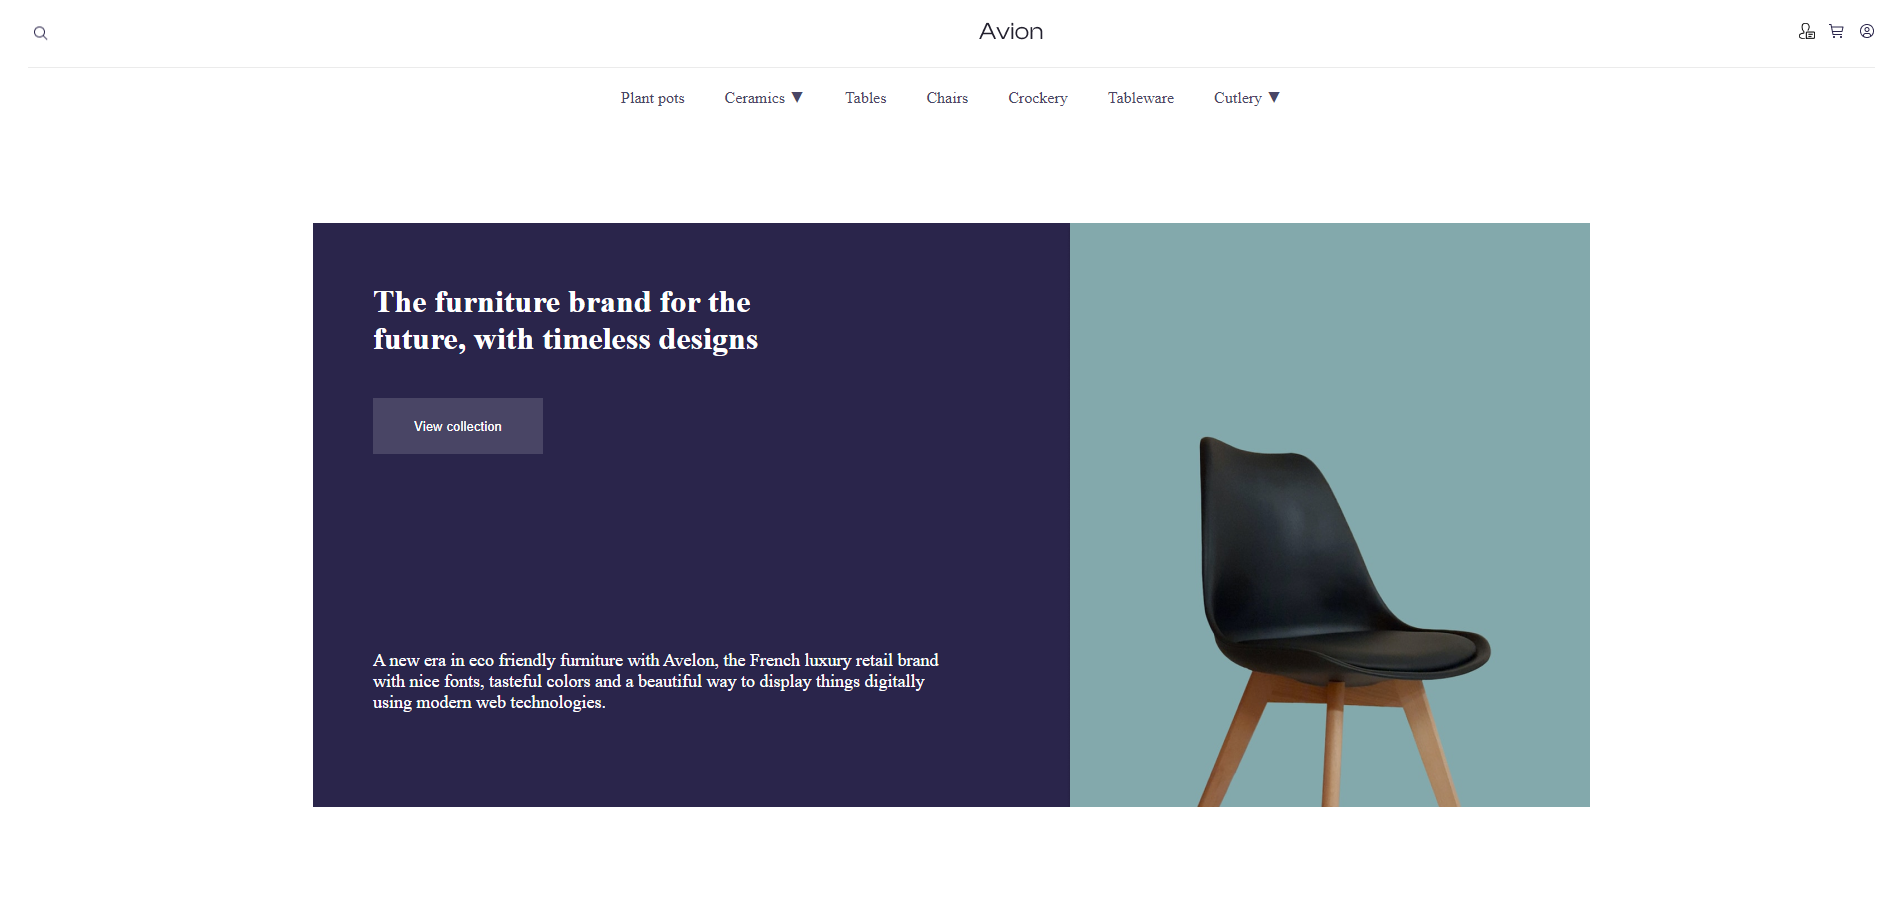 Avion
Plant pots Ceramics ▼ Tables Chairs Crockery Tableware Cutlery ▼
The furniture brand for the
future, with timeless designs
View collection
A new era in eco friendly furniture with Avelon, the French luxury retail brand
with nice fonts, tasteful colors and a beautiful way to display things digitally
using modern web technologies.